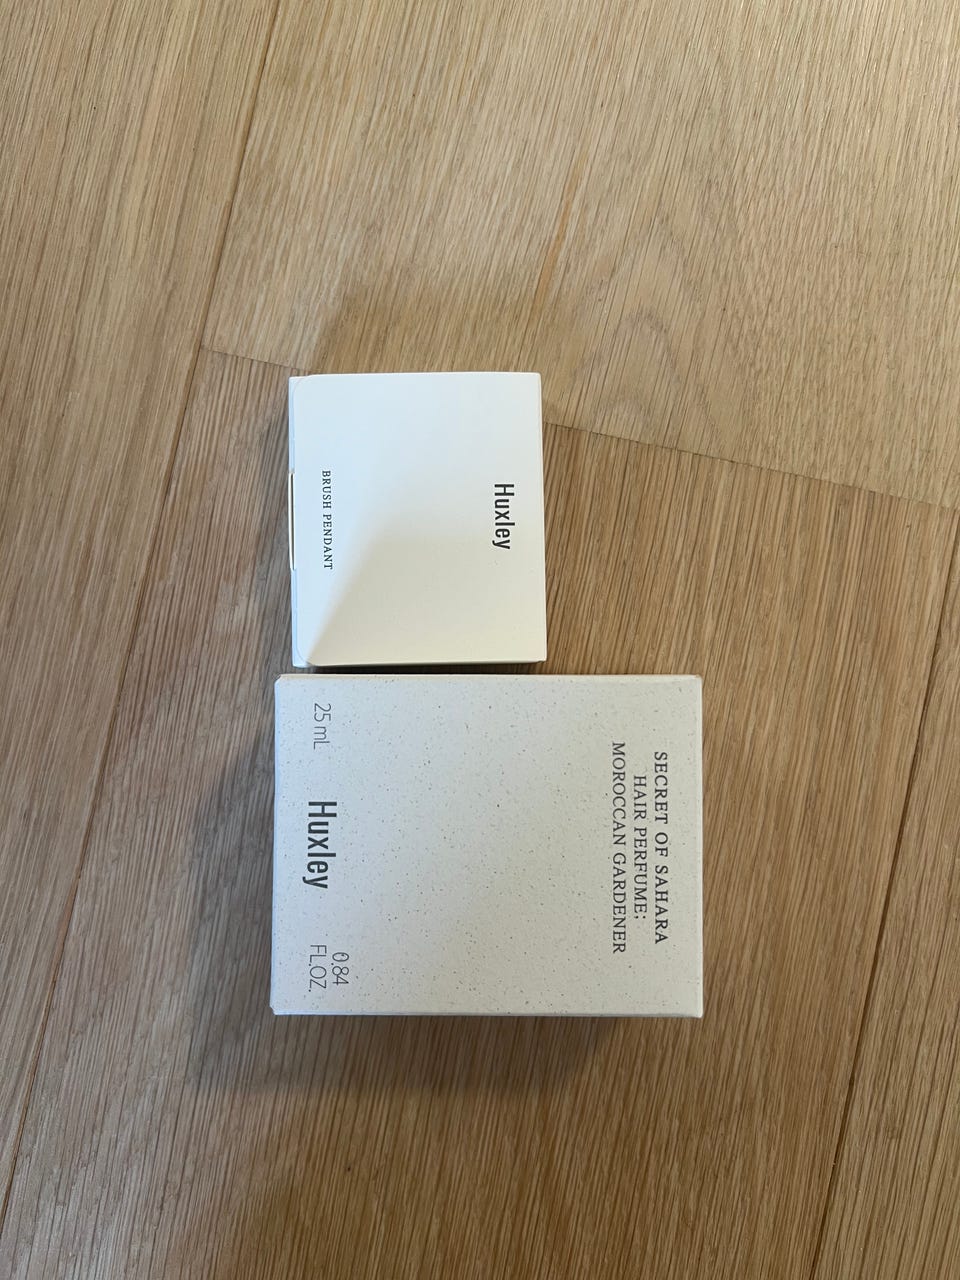 Huxley
BRUSH PENDANT
SECRET OF SAHARA
HAIR PERFUME;
MOROCCAN GARDENER
25 mL
Huxley
0.84
FL.OZ.